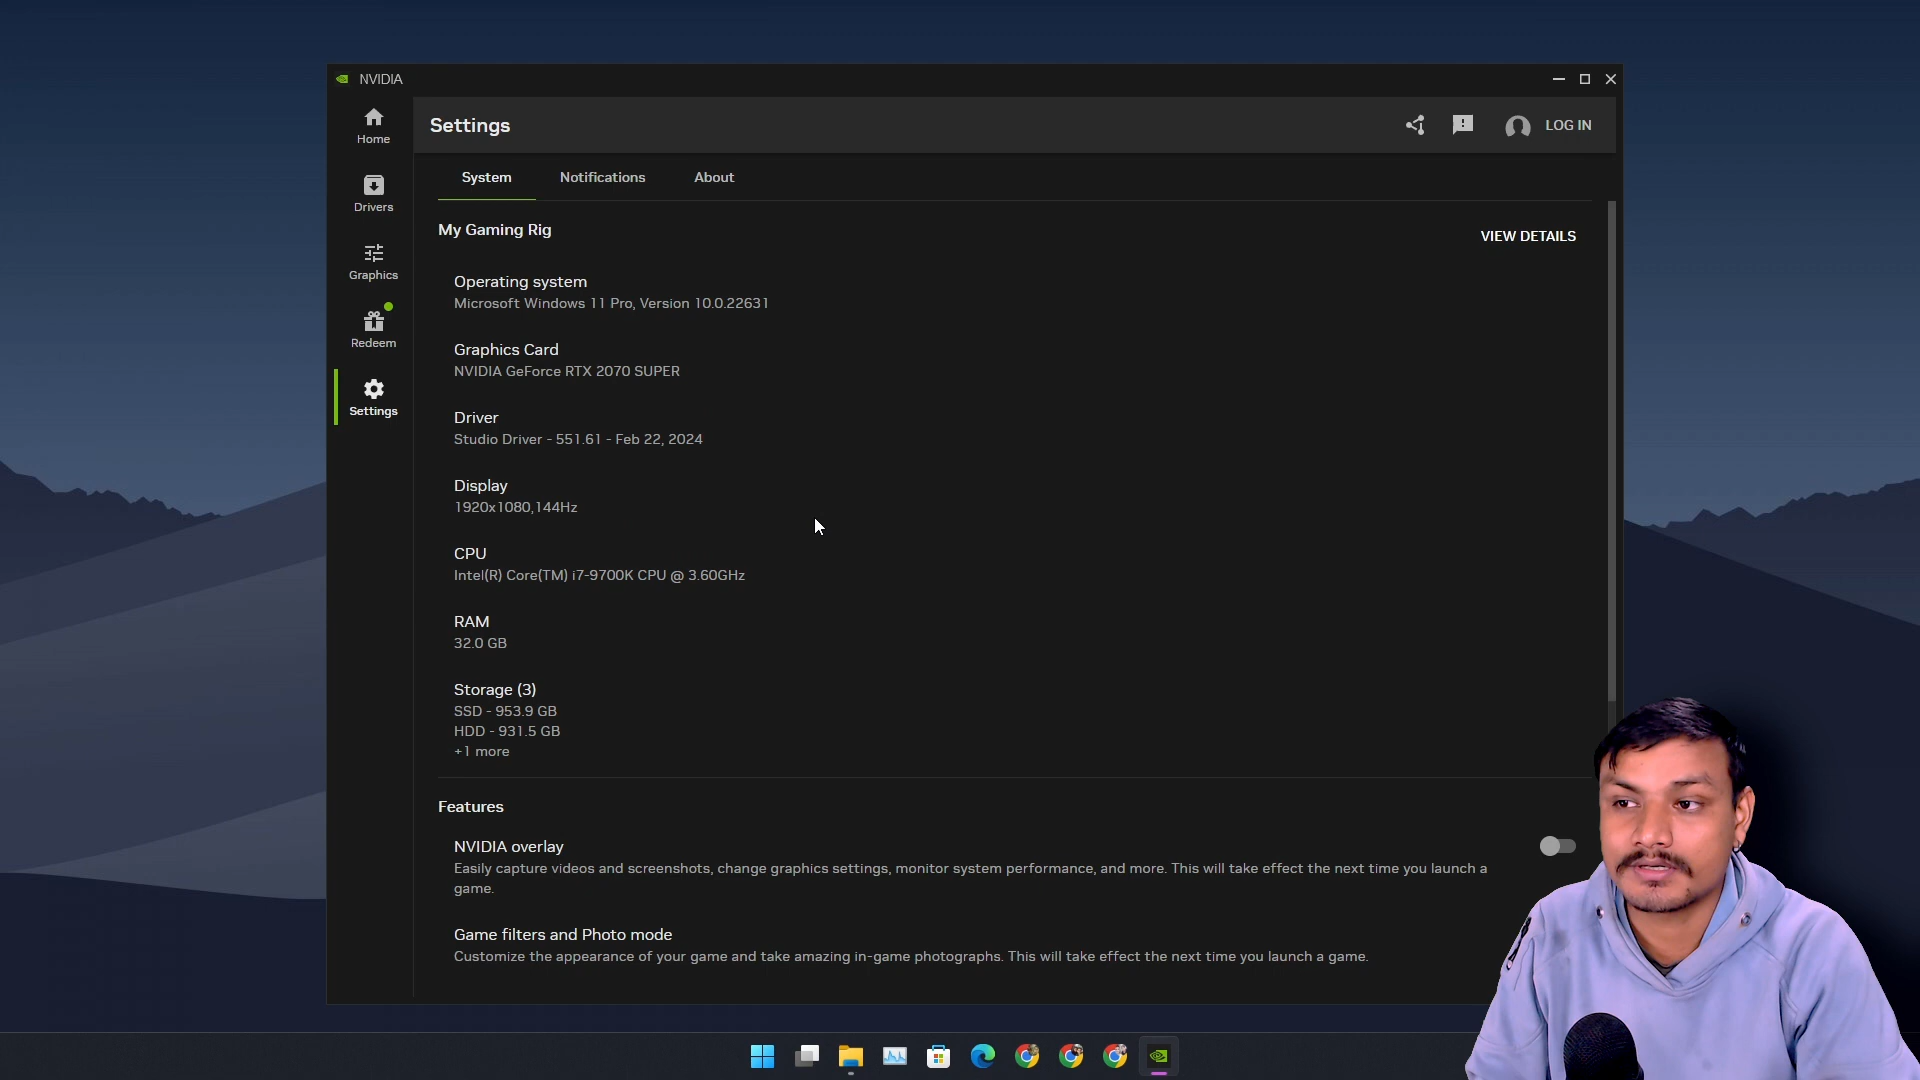 NVIDIA
Home
Settings
LOG IN
Drivers
System
Notifications
About
My Gaming Rig
VIEW DETAILS
Graphics
Operating system
Microsoft Windows 11 Pro, Version 10.0.22631
Redeem
Graphics Card
NVIDIA GeForce RTX 2070 SUPER
Settings
Driver
Studio Driver - 551.61 - Feb 22, 2024
Display
1920x1080,144Hz
CPU
Intel(R) Core(TM) i7-9700K CPU @ 3.60GHz
RAM
32.0 GB
Storage (3)
SSD - 953.9 GB
HDD - 931.5 GB
+1 more
Features
NVIDIA overlay
Easily capture videos and screenshots, change graphics settings, monitor system performance, and more. This will take effect the next time you launch a
game.
Game filters and Photo mode
Customize the appearance of your game and take amazing in-game photographs. This will take effect the next time you launch a game.